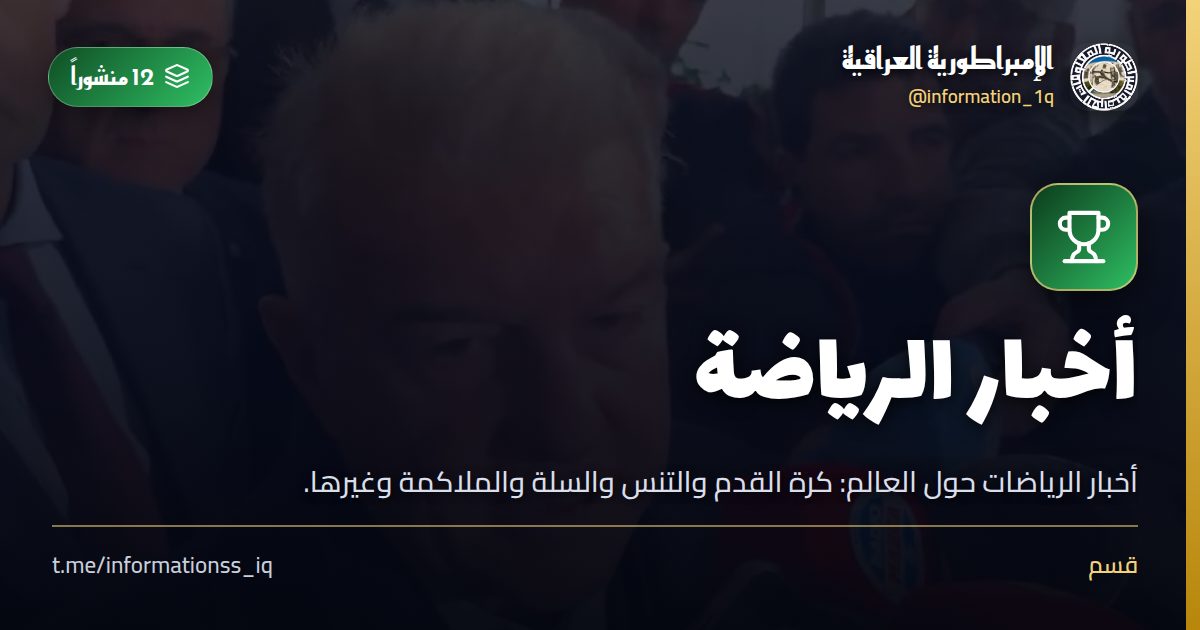 الإمبراطورية العراقية
@information_1q
12 منشوراً
أخبار الرياضة
أخبار الرياضات حول العالم: كرة القدم والتنس والسلة والملاكمة وغيرها.
قسم
t.me/informationss_iq